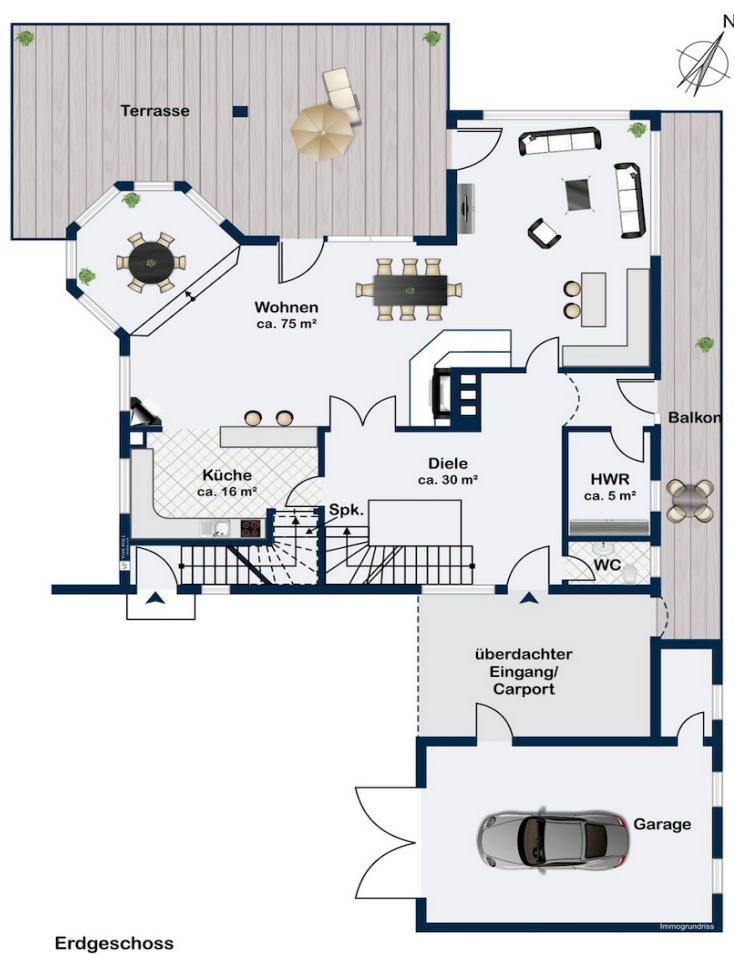 N
Terrasse
Wohnen
ca. 75 m²
Balkon
Küche
ca. 16 m²
Diele
ca. 30 m²
HWR
ca. 5 m²
Spk.
WC
überdachter
Eingang/
Carport
Garage
Immogrundriss
Erdgeschoss